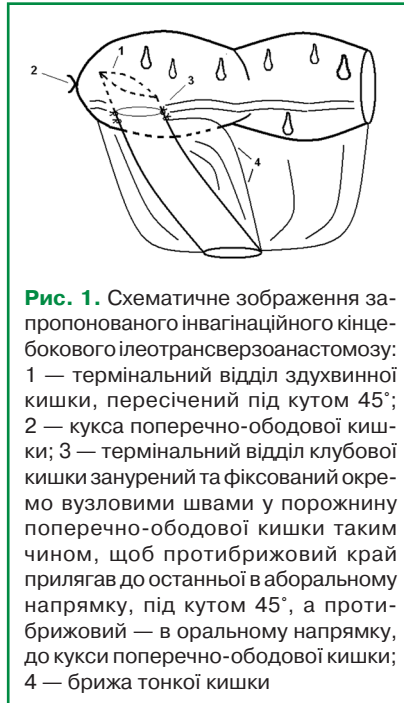 1
2
3
4
Рис. 1. Схематичне зображення за-
пропонованого інвагінаційного кінце-
бокового ілеотрансверзоанастомозу:
1 — термінальний відділ здухвинної
кишки, пересічений під кутом 45˚;
2 — кукса поперечно-ободової киш-
ки; 3 — термінальний відділ клубової
кишки занурений та фіксований окре-
мо вузловими швами у порожнину
поперечно-ободової кишки таким
чином, щоб протибрижовий край
прилягав до останньої в аборальному
напрямку, під кутом 45˚, а проти-
брижовий — в оральному напрямку,
до кукси поперечно-ободової кишки;
4 — брижа тонкої кишки